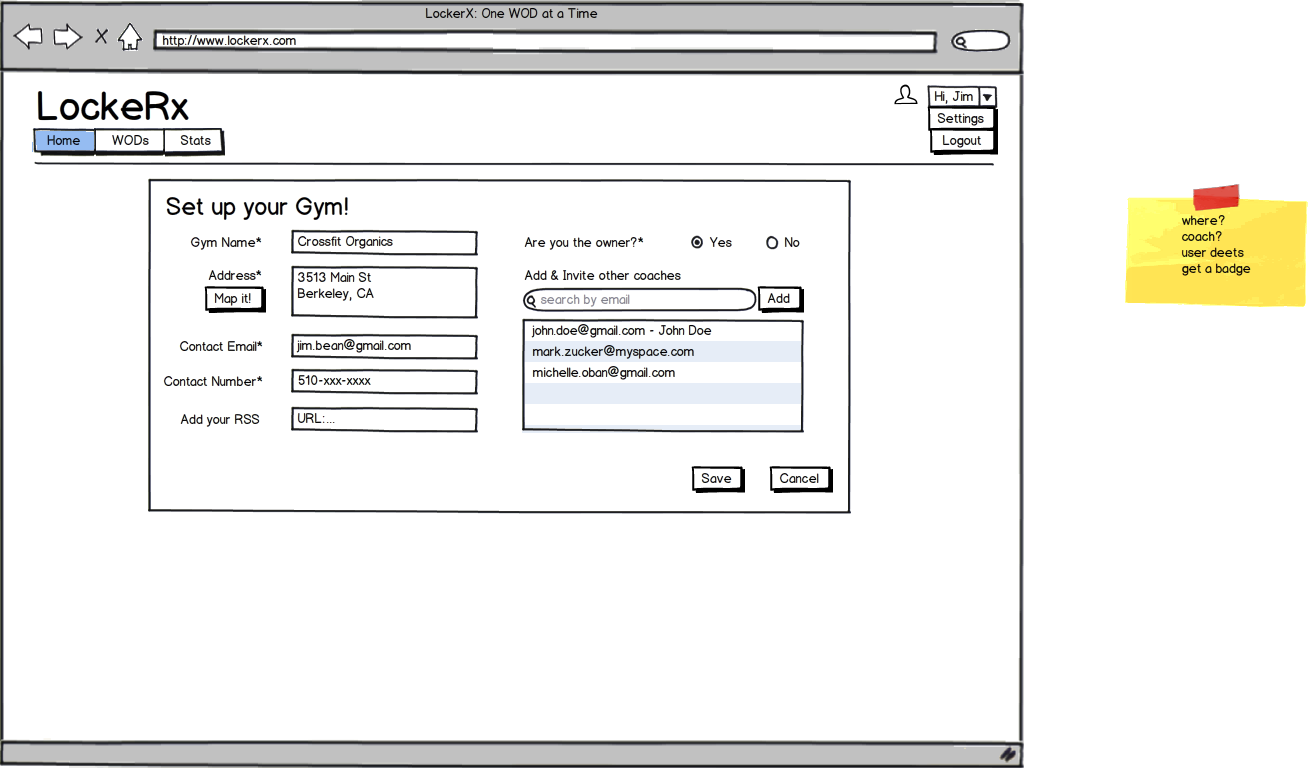 LockerX: One WOD at a Time
http://www.lockerx.com
LockeRx
Hi, Jim
Settings
Logout
Home WODs Stats
Set up your Gym!
Gym Name* Crossfit Organics
Address* 3513 Main St
Berkeley, CA
Map it!
Contact Email* jim.bean@gmail.com
Contact Number* 510-xxx-xxxx
Add your RSS URL:...
Are you the owner?* Yes No
Add & Invite other coaches
search by email Add
john.doe@gmail.com - John Doe
mark.zucker@myspace.com
michelle.oban@gmail.com
Save Cancel
where?
coach?
user deets
get a badge